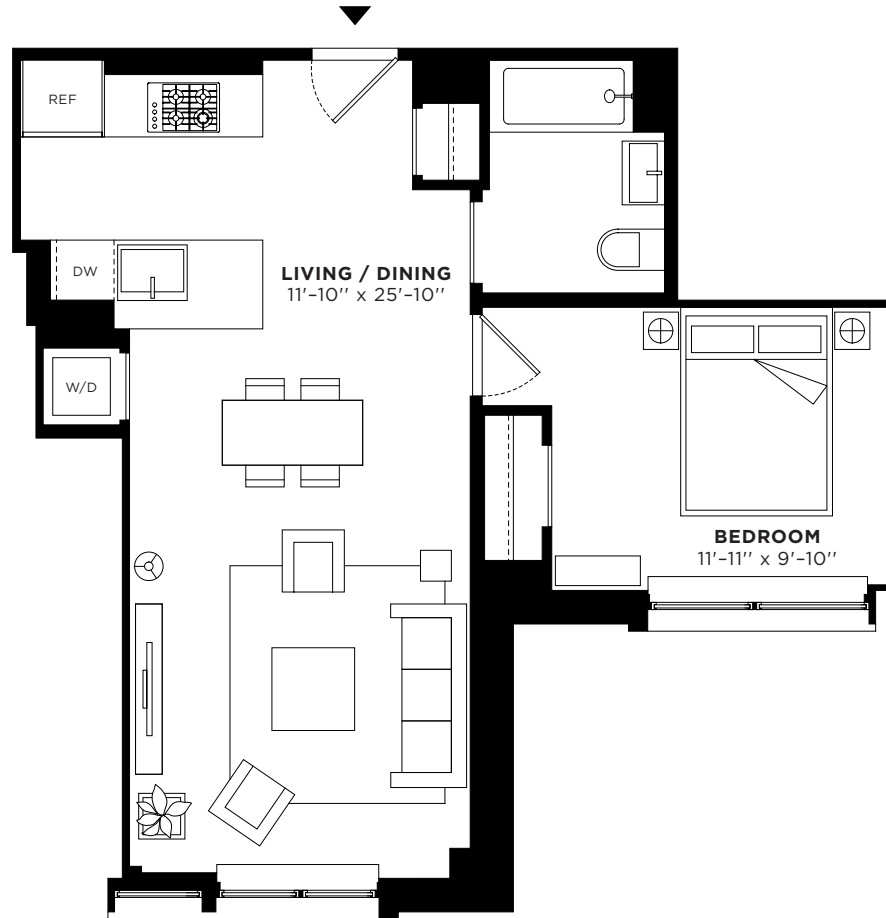 REF
DW
LIVING / DINING
11'-10'' x 25'-10''
W/D
BEDROOM
11'-11'' x 9'-10''